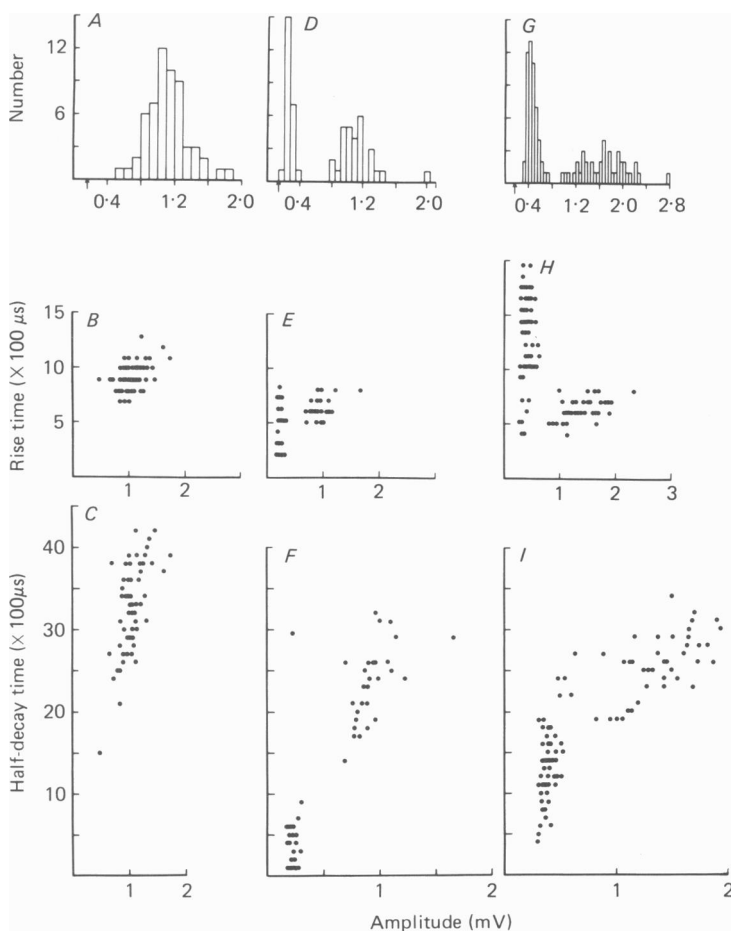 A
D
G
Number
12
6
0·4
1·2
2·0
0·4
1·2
2·0
0·4
1·2
2·0
2·8
B
E
H
Rise time (× 100 μs)
15
10
5
1
2
1
2
1
2
3
C
F
I
Half-decay time (× 100μs)
40
30
20
10
1
2
1
2
1
2
Amplitude (mV)